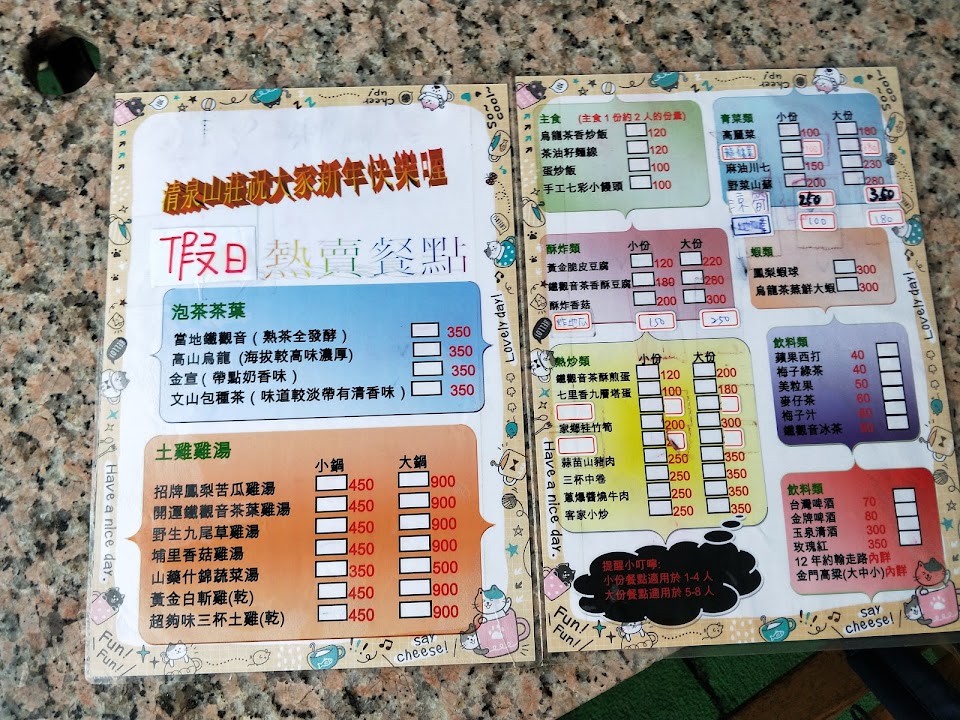 清泉山莊祝大家新年快樂喔
假日 熱賣餐點
泡茶茶葉
當地鐵觀音(熟茶全發酵) 350
高山烏龍(海拔較高味濃厚) 350
金宣(帶點奶香味) 350
文山包種茶(味道較淡帶有清香味) 350
土雞雞湯
小鍋 大鍋
招牌鳳梨苦瓜雞湯 450 900
開運鐵觀音茶葉雞湯 450 900
野生九尾草雞湯 450 900
埔里香菇雞湯 450 900
山藥什錦蔬菜湯 350 500
黃金白斬雞(乾) 450 900
超夠味三杯土雞(乾) 450 900
Have a nice day.
Lovely day!
Fun! Fun!
say cheese!
主食 (主食1份約2人的份量)
烏龍茶香炒飯 120
茶油籽麵線 120
蛋炒飯 100
手工七彩小饅頭 100
青菜類 小份 大份
高麗菜 100 180
麻油川七 150 230
野菜山蘇 200 280
涼筍 250 350
100 180
酥炸類 小份 大份
黃金脆皮豆腐 120 220
鐵觀音茶香酥豆腐 180 280
酥炸香菇 200 300
炸地瓜 150 250
蝦類
鳳梨蝦球 300
烏龍茶蒸鮮大蝦 300
熱炒類 小份 大份
鐵觀音茶酥煎蛋 120 200
七里香九層塔蛋 100 180
家鄉桂竹筍 200 300
蒜苗山豬肉 250 350
三杯中卷 250 350
蔥爆醬燒牛肉 250 350
客家小炒 250 350
飲料類
蘋果西打 40
梅子綠茶 40
美粒果 50
麥仔茶 60
梅子汁 60
鐵觀音冰茶 80
飲料類
台灣啤酒 70
金牌啤酒 80
玉泉清酒 300
玫瑰紅 350
12年約翰走路內詳
金門高粱(大中小)內詳
提醒小叮嚀:
小份餐點適用於1-4人
大份餐點適用於5-8人
Have a nice day.
Lovely day!
Fun! Fun!
SAY cheese!